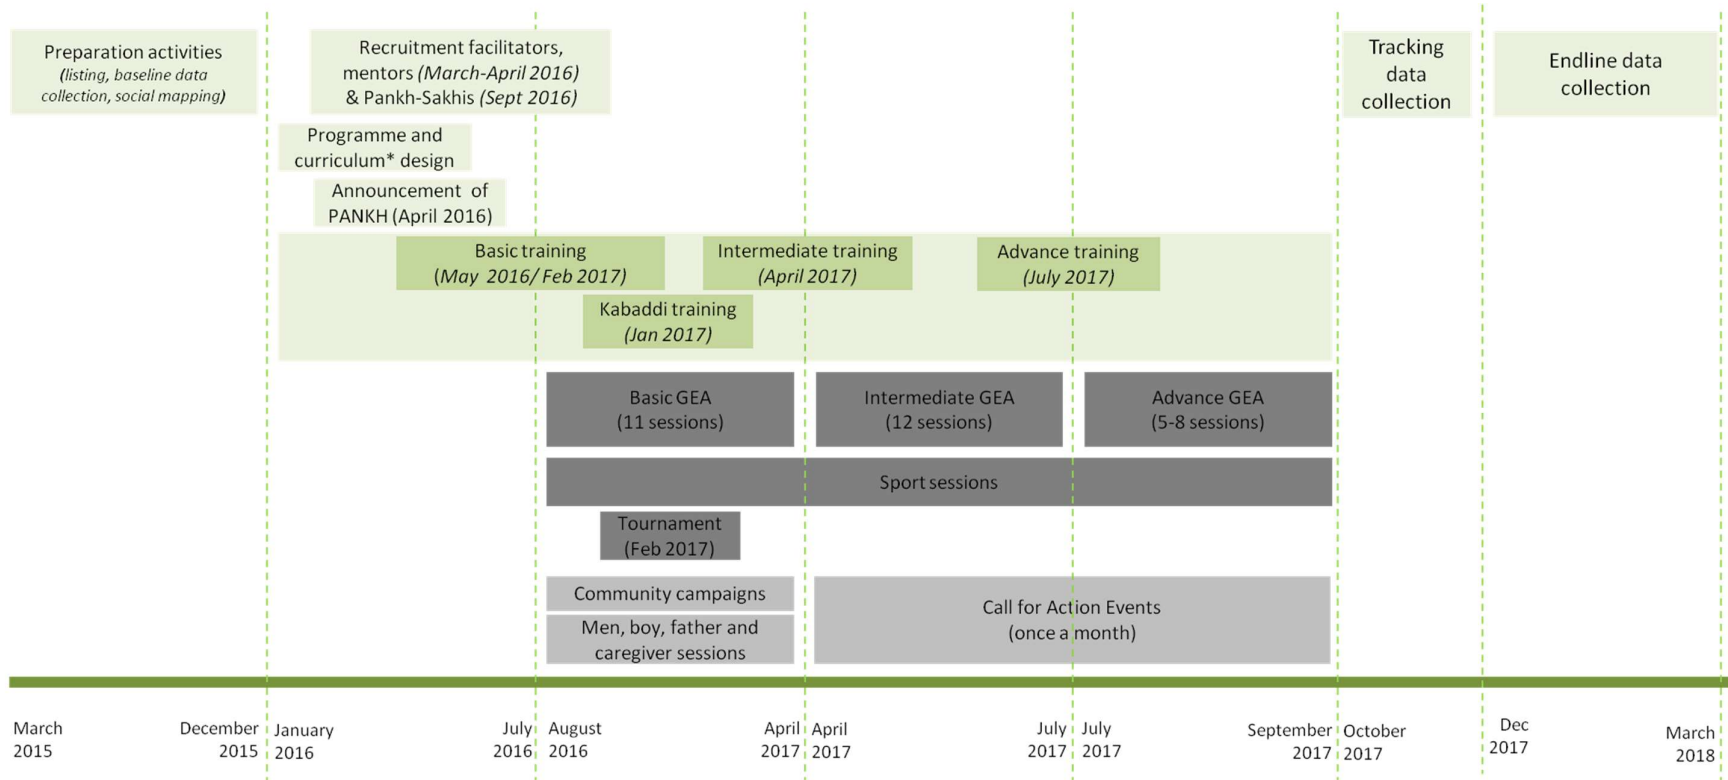 Preparation activities
(listing, baseline data
collection, social mapping)
Recruitment facilitators,
mentors (March-April 2016)
& Pankh-Sakhis (Sept 2016)
Tracking
data
collection
Endline data
collection
Programme and
curriculum* design
Announcement of
PANKH (April 2016)
Basic training
(May 2016/ Feb 2017)
Intermediate training
(April 2017)
Advance training
(July 2017)
Kabaddi training
(Jan 2017)
Basic GEA
(11 sessions)
Intermediate GEA
(12 sessions)
Advance GEA
(5-8 sessions)
Sport sessions
Tournament
(Feb 2017)
Community campaigns
Men, boy, father and
caregiver sessions
Call for Action Events
(once a month)
March
2015
December
2015
January
2016
July
2016
August
2016
April
2017
April
2017
July
2017
July
2017
September
2017
October
2017
Dec
2017
March
2018